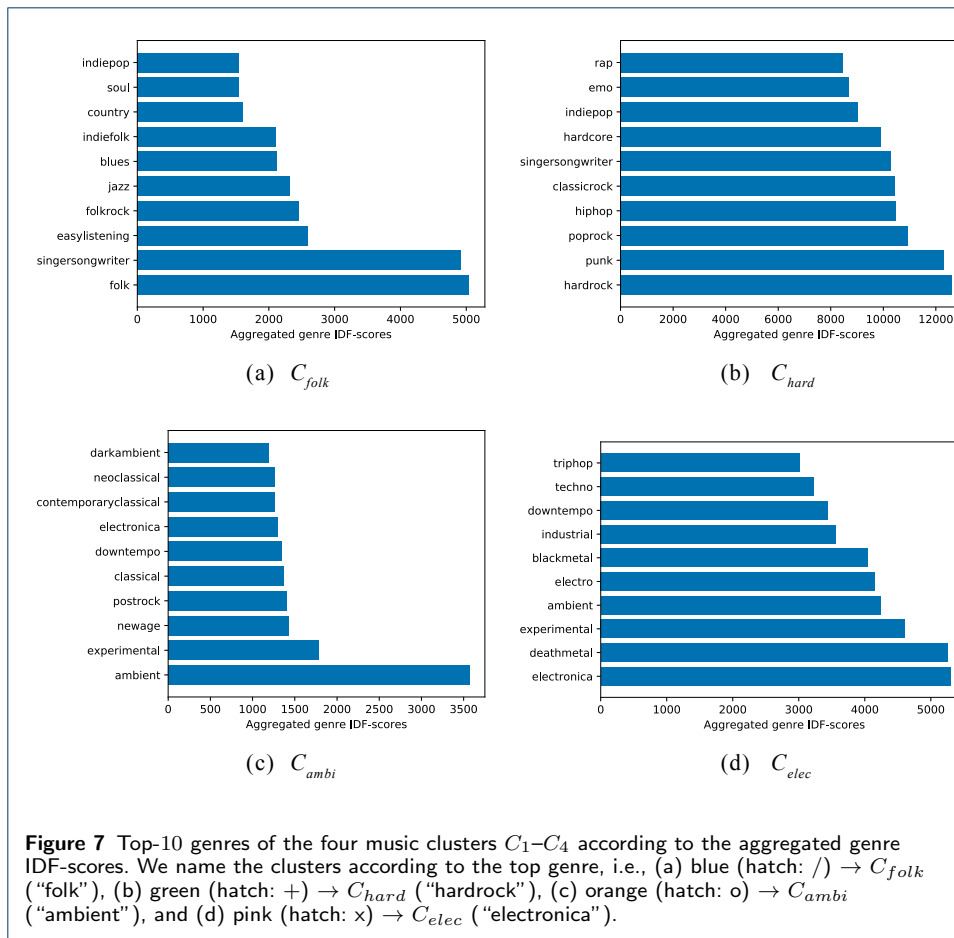 indiepop
soul
country
indiefolk
blues
jazz
folkrock
easylistening
singersongwriter
folk
0 1000 2000 3000 4000 5000
Aggregated genre IDF-scores
(a) C_folk
rap
emo
indiepop
hardcore
singersongwriter
classicrock
hiphop
poprock
punk
hardrock
0 2000 4000 6000 8000 10000 12000
Aggregated genre IDF-scores
(b) C_hard
darkambient
neoclassical
contemporaryclassical
electronica
downtempo
classical
postrock
newage
experimental
ambient
0 500 1000 1500 2000 2500 3000 3500
Aggregated genre IDF-scores
(c) C_ambi
triphop
techno
downtempo
industrial
blackmetal
electro
ambient
experimental
deathmetal
electronica
0 1000 2000 3000 4000 5000
Aggregated genre IDF-scores
(d) C_elec
Figure 7 Top-10 genres of the four music clusters C₁–C₄ according to the aggregated genre
IDF-scores. We name the clusters according to the top genre, i.e., (a) blue (hatch: /) → C_folk
(“folk”), (b) green (hatch: +) → C_hard (“hardrock”), (c) orange (hatch: o) → C_ambi
(“ambient”), and (d) pink (hatch: x) → C_elec (“electronica”).